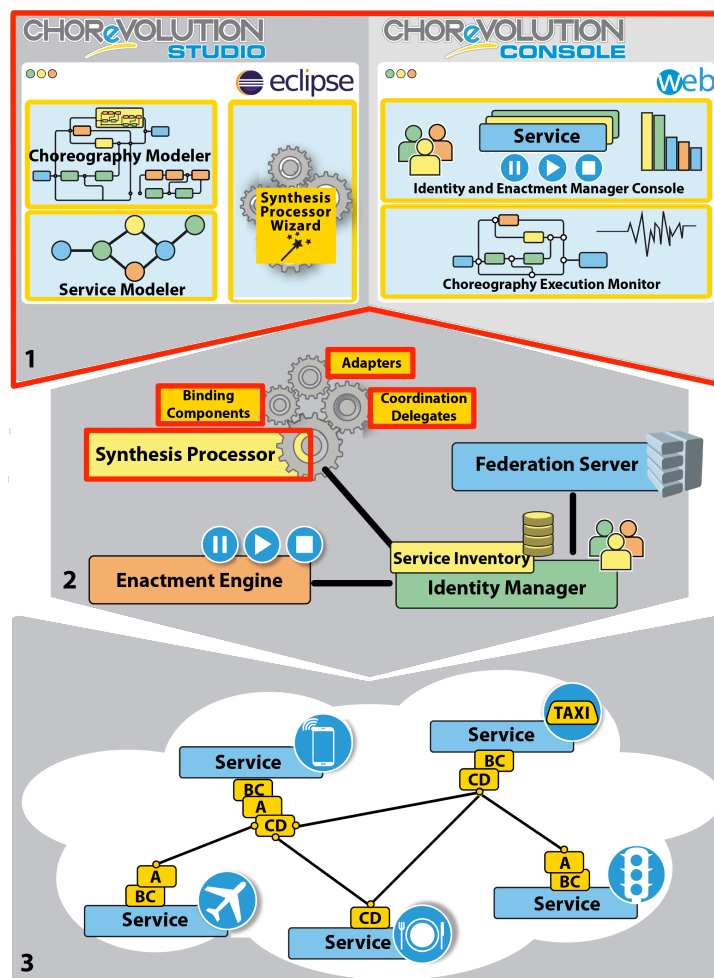 CHOReVOLUTION
STUDIO
CHOReVOLUTION
CONSOLE
eclipse
Web
Choreography Modeler
Synthesis
Processor
Wizard
Service Modeler
Service
Identity and Enactment Manager Console
Choreography Execution Monitor
1
Adapters
Binding
Components
Coordination
Delegates
Synthesis Processor
Federation Server
Service Inventory
2
Enactment Engine
Identity Manager
TAXI
Service
Service
BC
A
CD
BC
CD
A
BC
Service
CD
Service
A
BC
Service
3